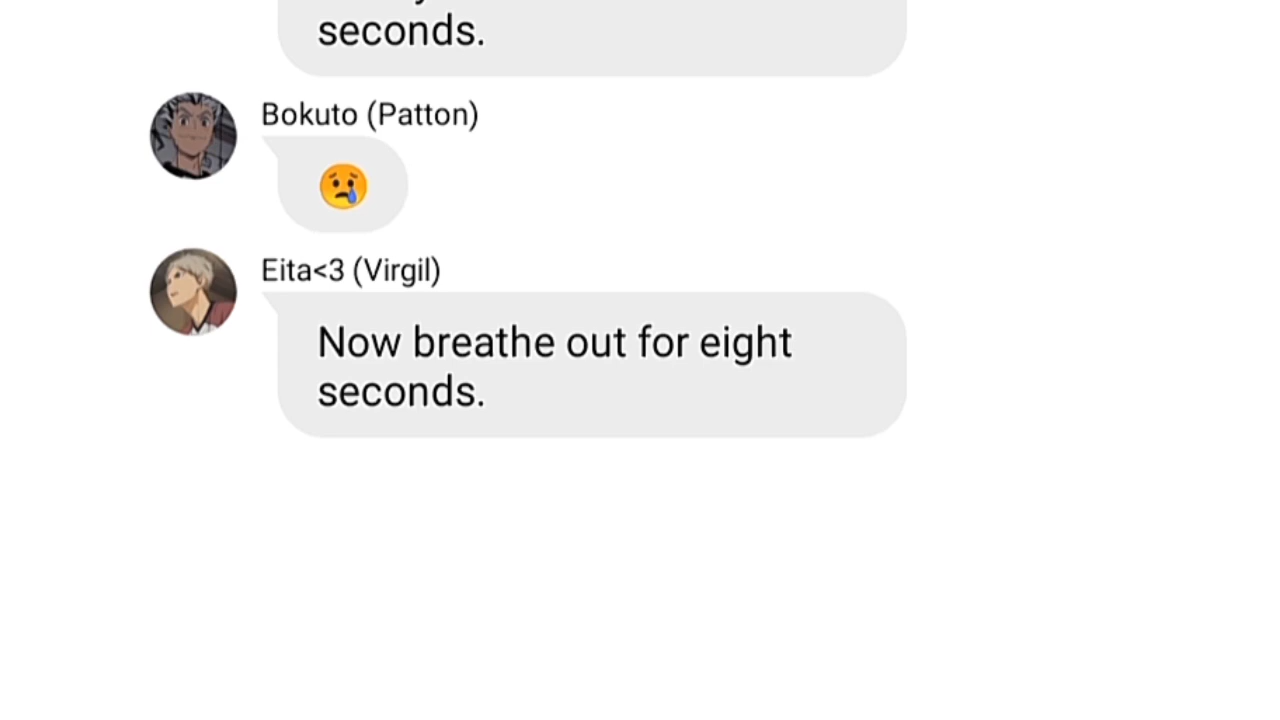 seconds.
Bokuto (Patton)
😢
Eita<3 (Virgil)
Now breathe out for eight
seconds.